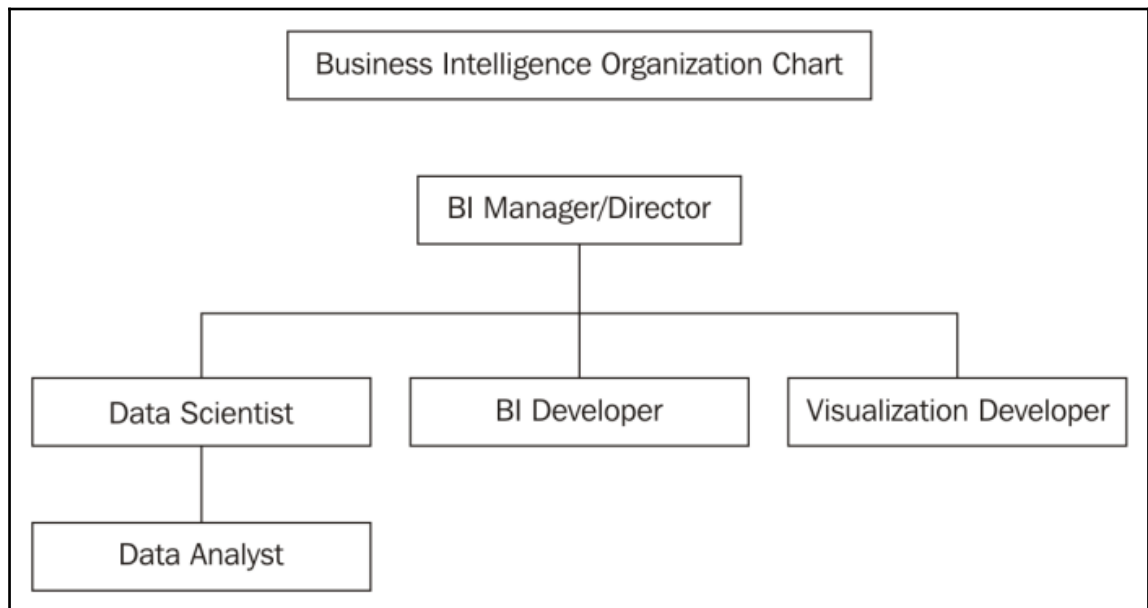 Business Intelligence Organization Chart
BI Manager/Director
Data Scientist
BI Developer
Visualization Developer
Data Analyst